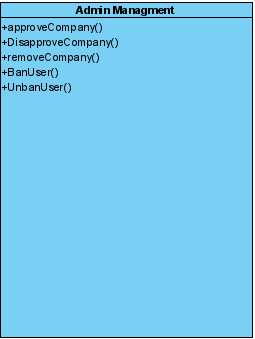 Admin Managment
+approveCompany()
+DisapproveCompany()
+removeCompany()
+BanUser()
+UnbanUser()